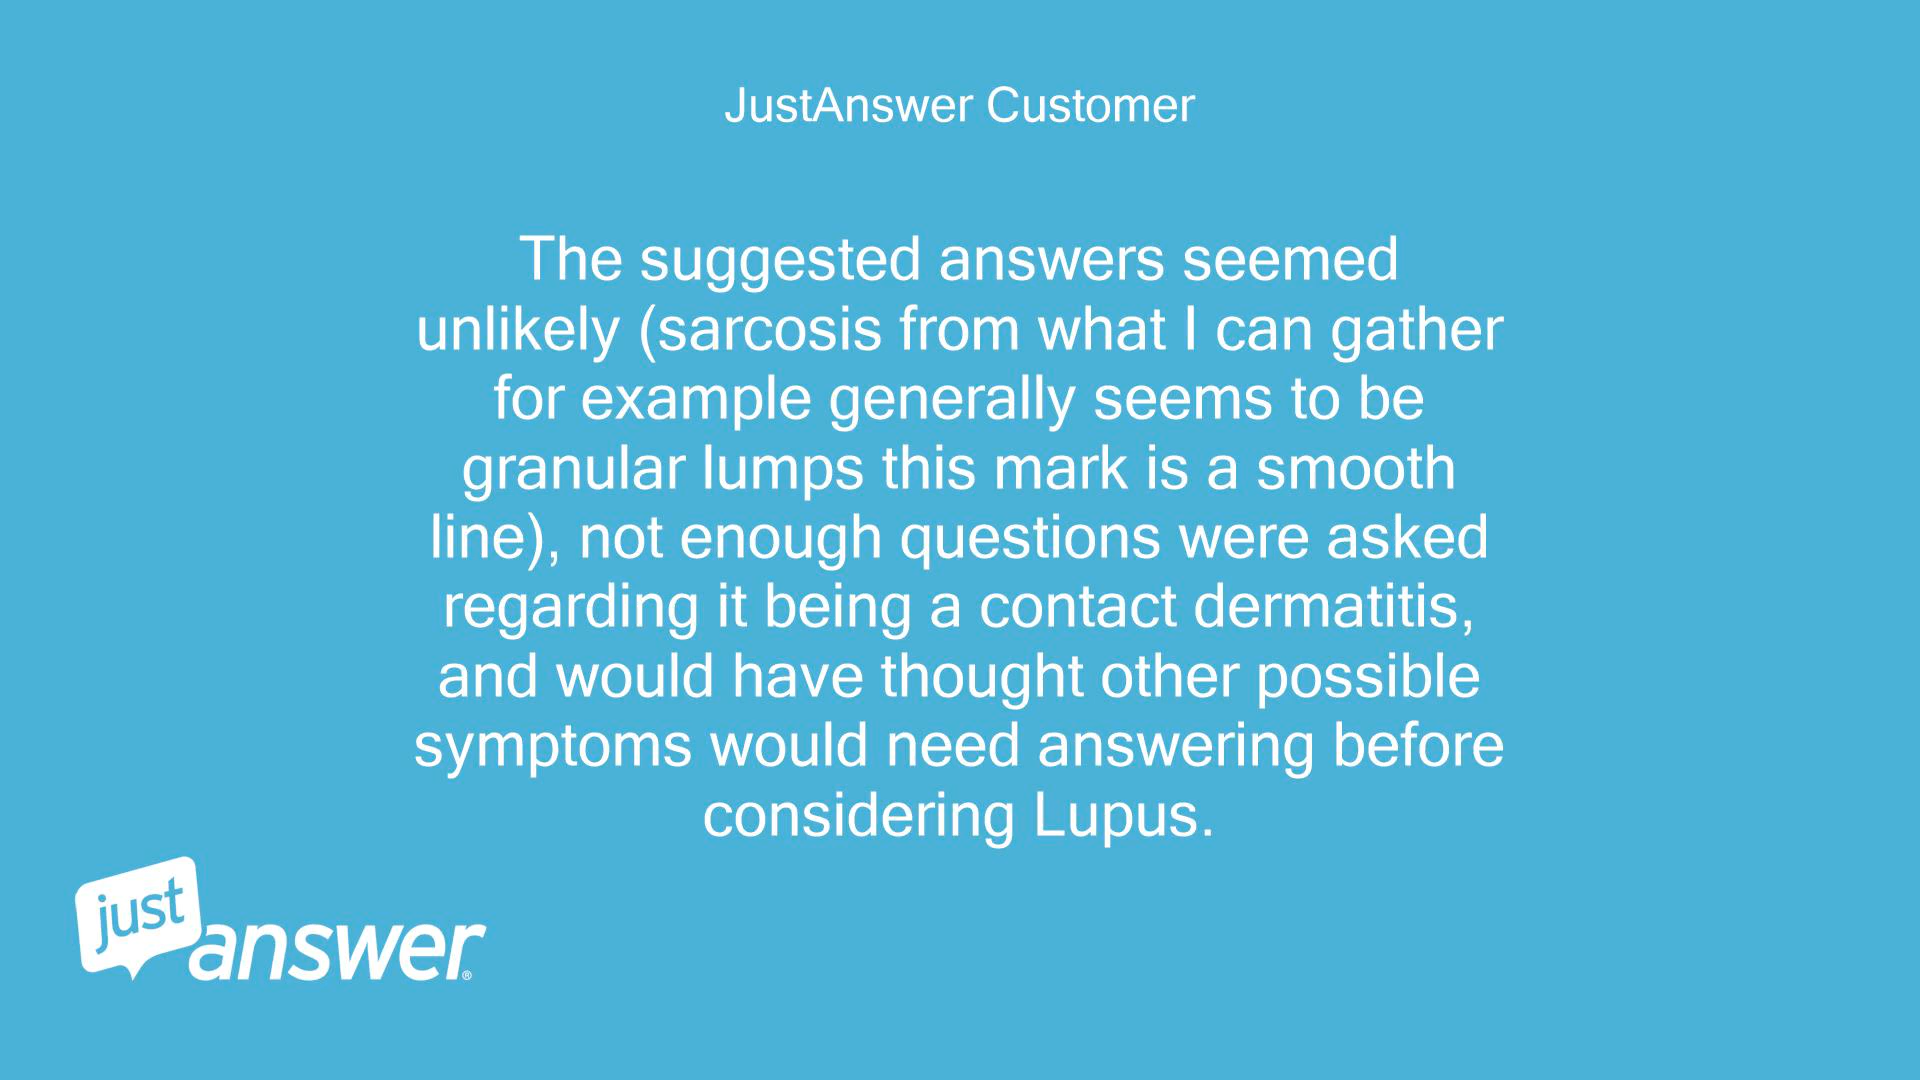 JustAnswer Customer
The suggested answers seemed
unlikely (sarcosis from what I can gather
for example generally seems to be
granular lumps this mark is a smooth
line), not enough questions were asked
regarding it being a contact dermatitis,
and would have thought other possible
symptoms would need answering before
considering Lupus.
just
answer®